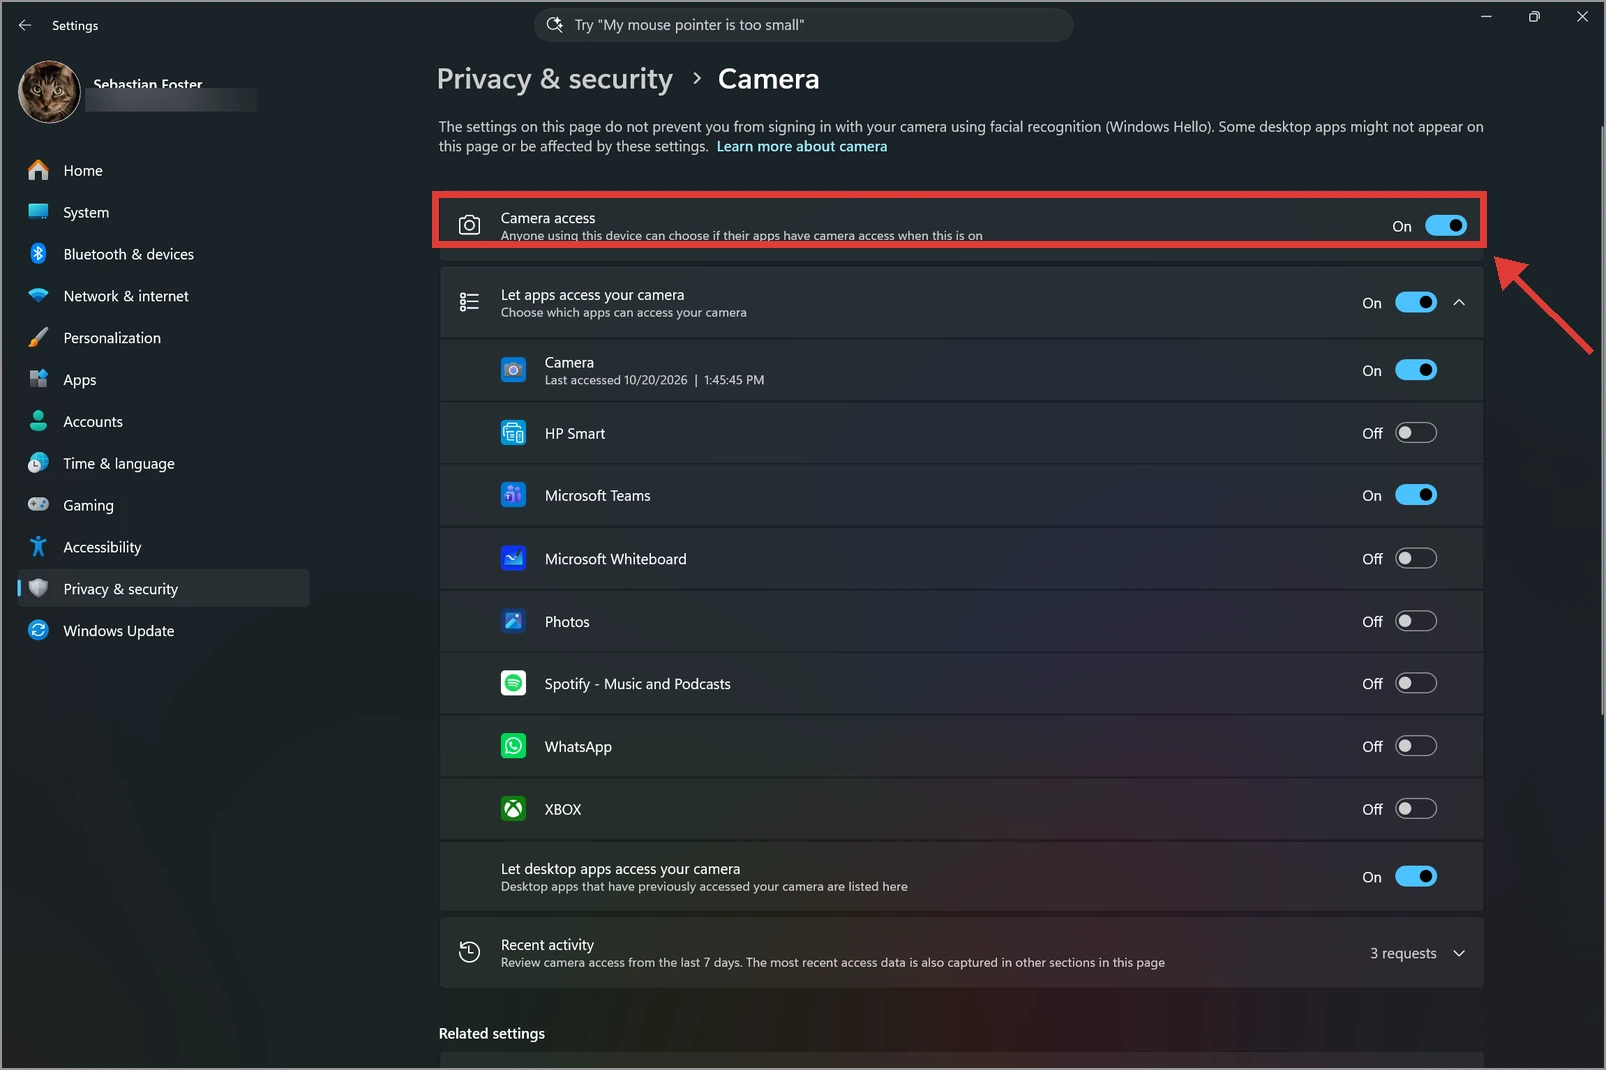 Settings
Try "My mouse pointer is too small"
Sebastian Foster
Home
System
Bluetooth & devices
Network & internet
Personalization
Apps
Accounts
Time & language
Gaming
Accessibility
Privacy & security
Windows Update
Privacy & security > Camera
The settings on this page do not prevent you from signing in with your camera using facial recognition (Windows Hello). Some desktop apps might not appear on
this page or be affected by these settings. Learn more about camera
Camera access
Anyone using this device can choose if their apps have camera access when this is on
On
Let apps access your camera
Choose which apps can access your camera
On
Camera
Last accessed 10/20/2026 | 1:45:45 PM
On
HP Smart
Off
Microsoft Teams
On
Microsoft Whiteboard
Off
Photos
Off
Spotify - Music and Podcasts
Off
WhatsApp
Off
XBOX
Off
Let desktop apps access your camera
Desktop apps that have previously accessed your camera are listed here
On
Recent activity
Review camera access from the last 7 days. The most recent access data is also captured in other sections in this page
3 requests
Related settings